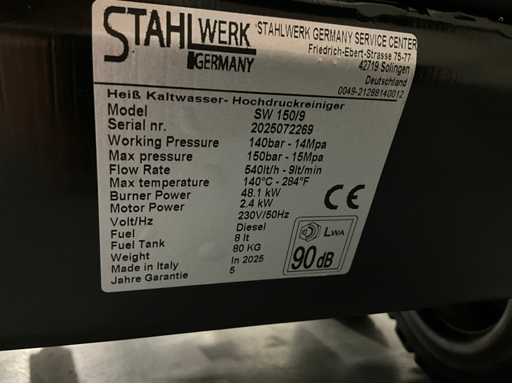 STAHLWERK
GERMANY
STAHLWERK GERMANY SERVICE CENTER
Friedrich-Ebert-Strasse 75-77
42719 Solingen
Deutschland
0049-21288140012
Heiß Kaltwasser- Hochdruckreiniger
Model SW 150/9
Serial nr. 2025072269
Working Pressure 140bar - 14Mpa
Max pressure 150bar - 15Mpa
Flow Rate 540lt/h - 9lt/min
Max temperature 140°C - 284°F
Burner Power 48.1 kW
Motor Power 2.4 kW
Volt/Hz 230V/50Hz
Fuel Diesel
Fuel Tank 8 lt
Weight 80 KG
Made in Italy In 2025
Jahre Garantie 5
CE
LWA
90 dB